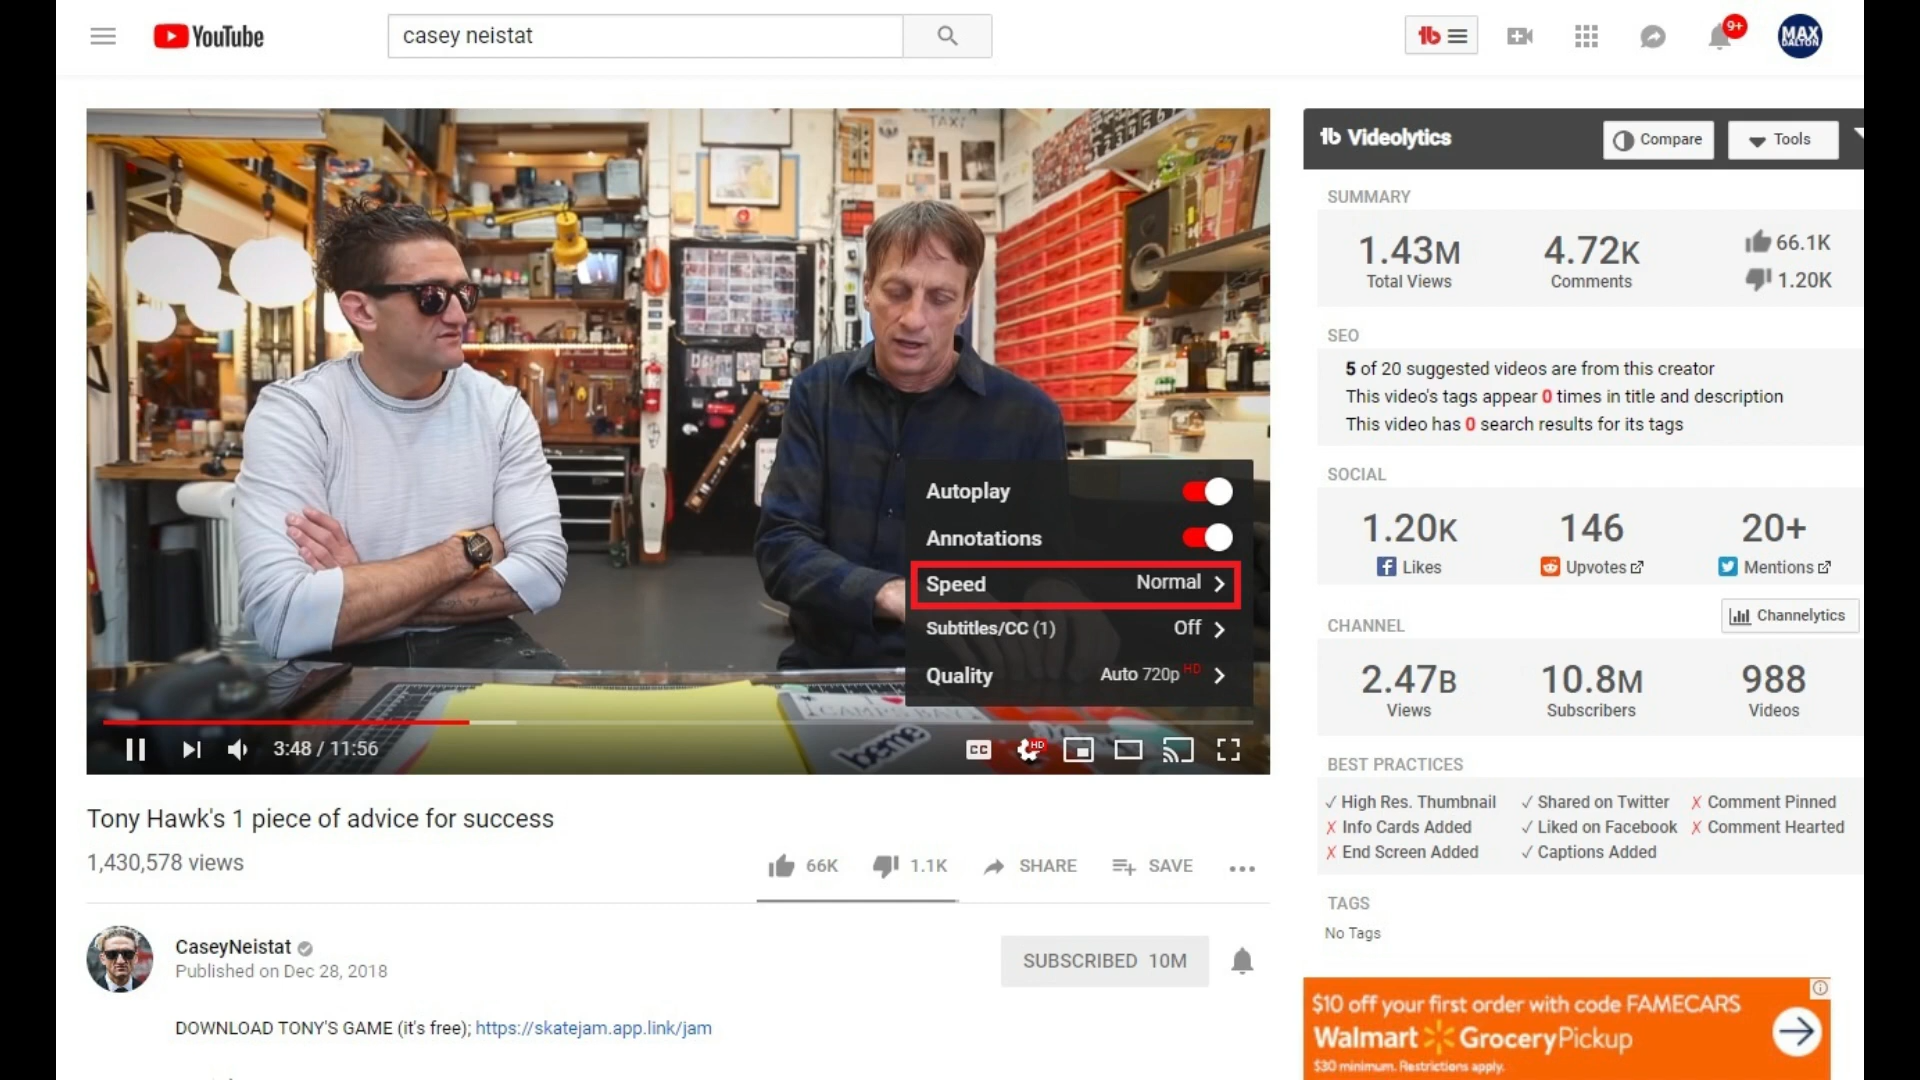 YouTube
casey neistat
9+
MAX
DALTON
TAXI
Autoplay
Annotations
Speed Normal
Subtitles/CC (1) Off
Quality Auto 720p HD
beme
3:48 / 11:56
CC
HD
Tony Hawk's 1 piece of advice for success
1,430,578 views
66K 1.1K SHARE SAVE
CaseyNeistat
Published on Dec 28, 2018
SUBSCRIBED 10M
DOWNLOAD TONY'S GAME (it's free); https://skatejam.app.link/jam
tb Videolytics
Compare
Tools
SUMMARY
1.43M 4.72K 66.1K
Total Views Comments 1.20K
SEO
5 of 20 suggested videos are from this creator
This video's tags appear 0 times in title and description
This video has 0 search results for its tags
SOCIAL
1.20K 146 20+
Likes Upvotes Mentions
CHANNEL
Channelytics
2.47B 10.8M 988
Views Subscribers Videos
BEST PRACTICES
✓ High Res. Thumbnail ✓ Shared on Twitter ✗ Comment Pinned
✗ Info Cards Added ✓ Liked on Facebook ✗ Comment Hearted
✗ End Screen Added ✓ Captions Added
TAGS
No Tags
$10 off your first order with code FAMECARS
Walmart GroceryPickup
$30 minimum. Restrictions apply.